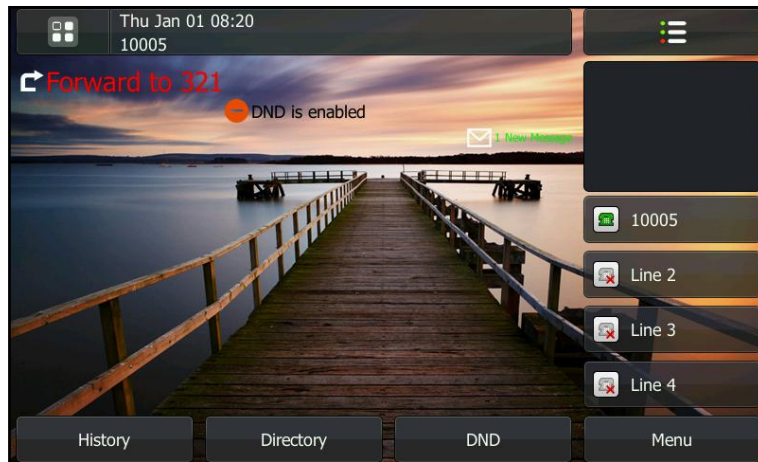 Thu Jan 01 08:20
10005
Forward to 321
DND is enabled
1 New Message
10005
Line 2
Line 3
Line 4
History
Directory
DND
Menu